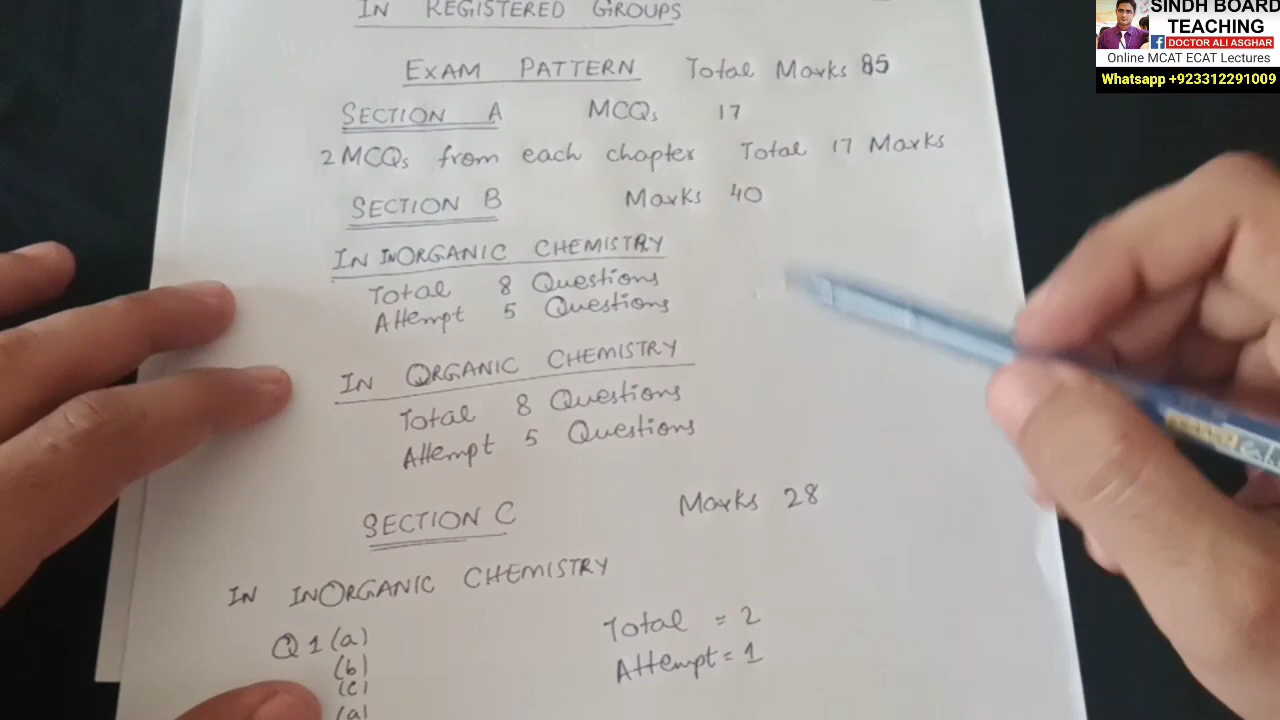 IN REGISTERED GROUPS
EXAM PATTERN Total Marks 85
SECTION A MCQs 17
2 MCQs from each chapter Total 17 Marks
SECTION B Marks 40
IN INORGANIC CHEMISTRY
Total 8 Questions
Attempt 5 Questions
IN ORGANIC CHEMISTRY
Total 8 Questions
Attempt 5 Questions
SECTION C Marks 28
IN INORGANIC CHEMISTRY
Q1 (a) Total = 2
(b) Attempt = 1
(c)
(a)
SINDH BOARD
TEACHING
DOCTOR ALI ASGHAR
Online MCAT ECAT Lectures
Whatsapp +923312291009